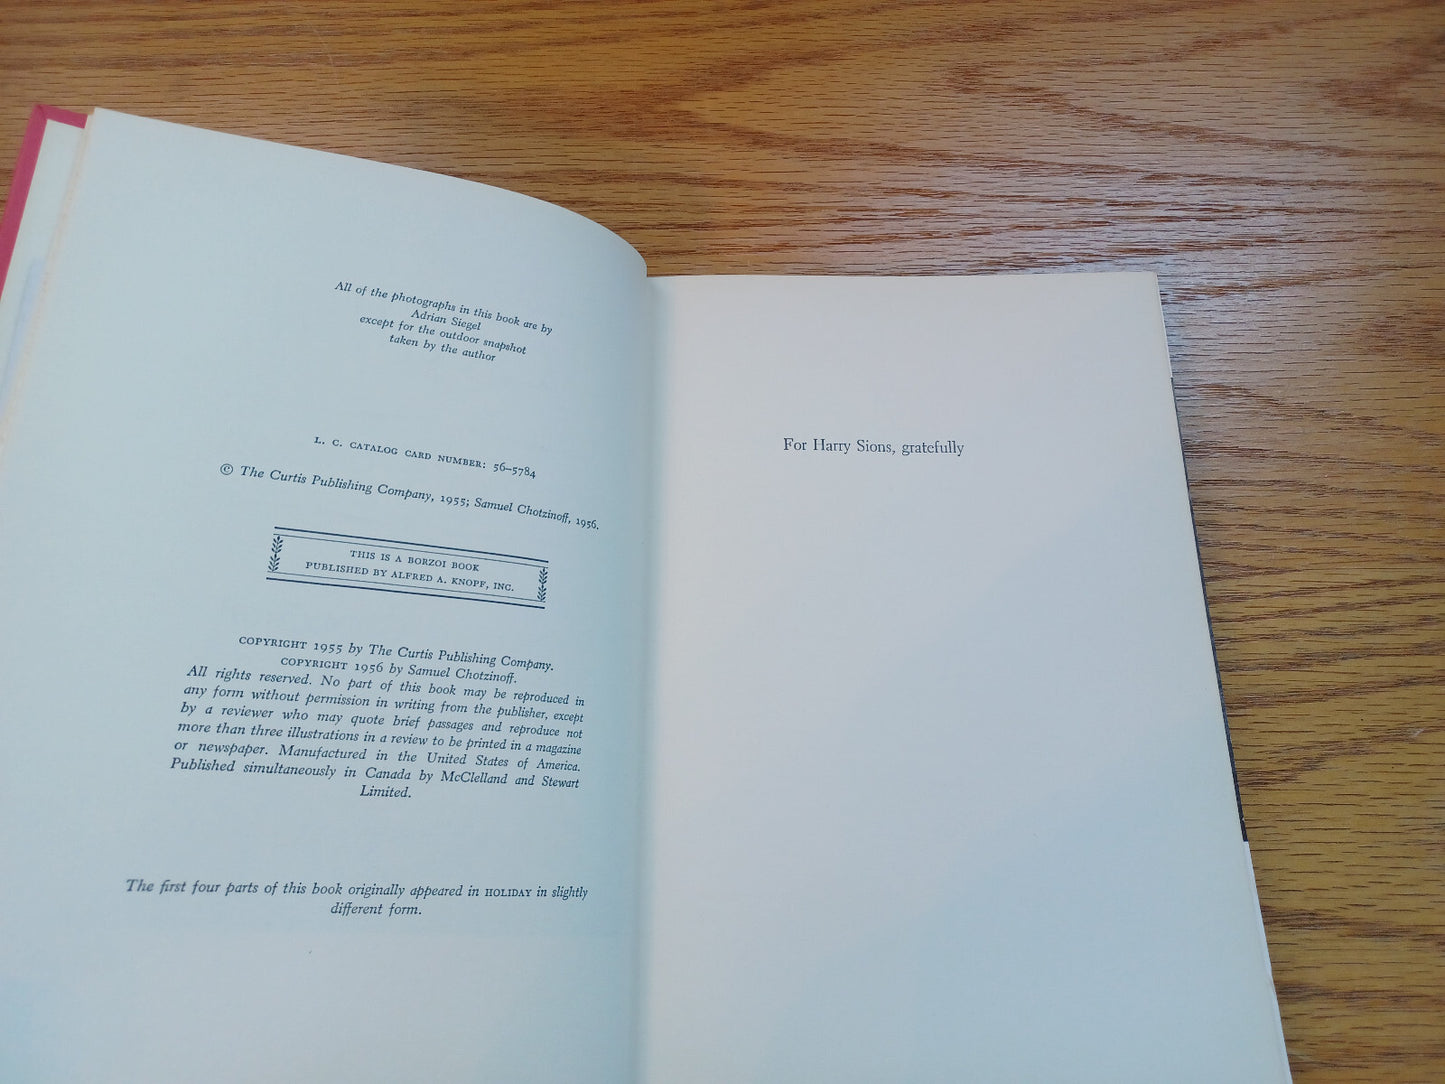 All of the photographs in this book are by
Adrian Siegel
except for the outdoor snapshot
taken by the author
L. C. CATALOG CARD NUMBER: 56–5784
© The Curtis Publishing Company, 1955; Samuel Chotzinoff, 1956.
THIS IS A BORZOI BOOK
PUBLISHED BY ALFRED A. KNOPF, INC.
COPYRIGHT 1955 by The Curtis Publishing Company.
COPYRIGHT 1956 by Samuel Chotzinoff.
All rights reserved. No part of this book may be reproduced in
any form without permission in writing from the publisher, except
by a reviewer who may quote brief passages and reproduce not
more than three illustrations in a review to be printed in a magazine
or newspaper. Manufactured in the United States of America.
Published simultaneously in Canada by McClelland and Stewart
Limited.
The first four parts of this book originally appeared in HOLIDAY in slightly
different form.
For Harry Sions, gratefully